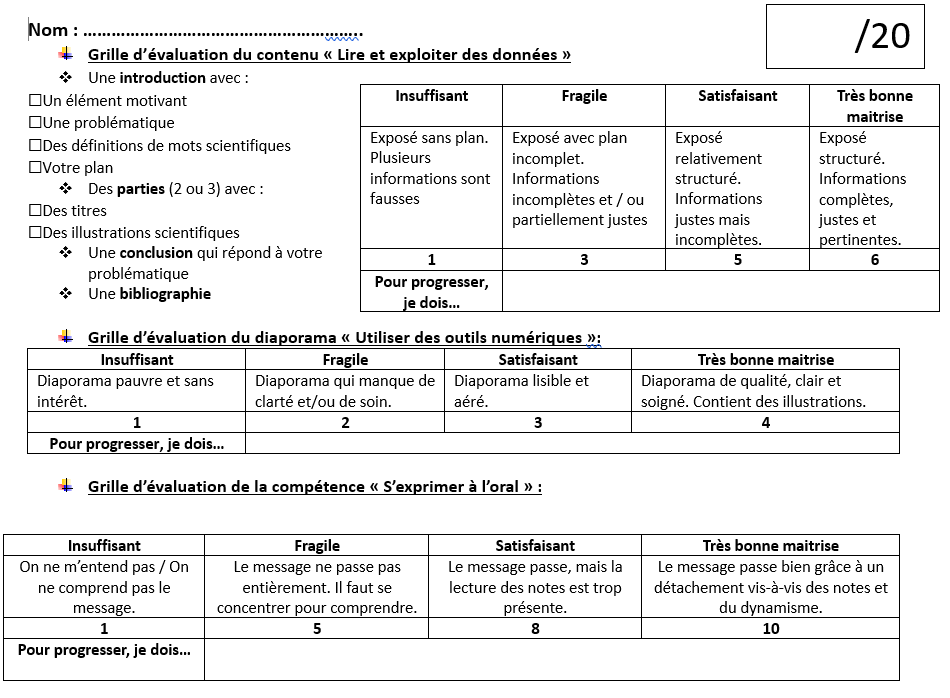 Nom : ……………………………………………………..
/20
Grille d’évaluation du contenu « Lire et exploiter des données »
❖ Une introduction avec :
☐Un élément motivant
☐Une problématique
☐Des définitions de mots scientifiques
☐Votre plan
❖ Des parties (2 ou 3) avec :
☐Des titres
☐Des illustrations scientifiques
❖ Une conclusion qui répond à votre
problématique
❖ Une bibliographie
Insuffisant Fragile Satisfaisant Très bonne
maitrise
Exposé sans plan.
Plusieurs
informations sont
fausses
Exposé avec plan
incomplet.
Informations
incomplètes et / ou
partiellement justes
Exposé
relativement
structuré.
Informations
justes mais
incomplètes.
Exposé
structuré.
Informations
complètes,
justes et
pertinentes.
1 3 5 6
Pour progresser,
je dois…
Grille d’évaluation du diaporama « Utiliser des outils numériques »:
Insuffisant Fragile Satisfaisant Très bonne maitrise
Diaporama pauvre et sans
intérêt.
Diaporama qui manque de
clarté et/ou de soin.
Diaporama lisible et
aéré.
Diaporama de qualité, clair et
soigné. Contient des illustrations.
1 2 3 4
Pour progresser, je dois…
Grille d’évaluation de la compétence « S’exprimer à l’oral » :
Insuffisant Fragile Satisfaisant Très bonne maitrise
On ne m’entend pas / On
ne comprend pas le
message.
Le message ne passe pas
entièrement. Il faut se
concentrer pour comprendre.
Le message passe, mais la
lecture des notes est trop
présente.
Le message passe bien grâce à un
détachement vis-à-vis des notes et
du dynamisme.
1 5 8 10
Pour progresser, je dois…